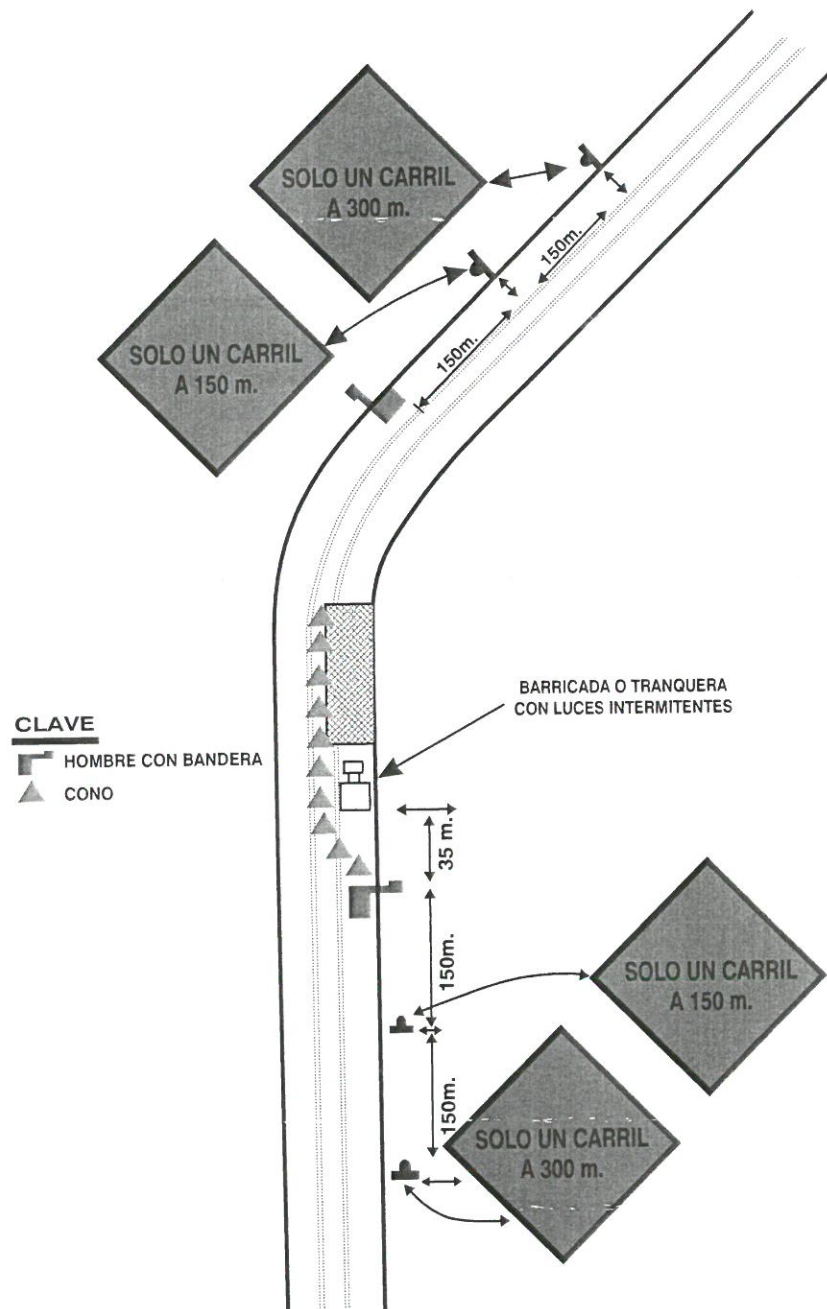 SOLO UN CARRIL
A 300 m.
150m.
SOLO UN CARRIL
A 150 m.
150m.
BARRICADA O TRANQUERA
CON LUCES INTERMITENTES
CLAVE
HOMBRE CON BANDERA
CONO
35 m.
150m.
SOLO UN CARRIL
A 150 m.
150m.
SOLO UN CARRIL
A 300 m.